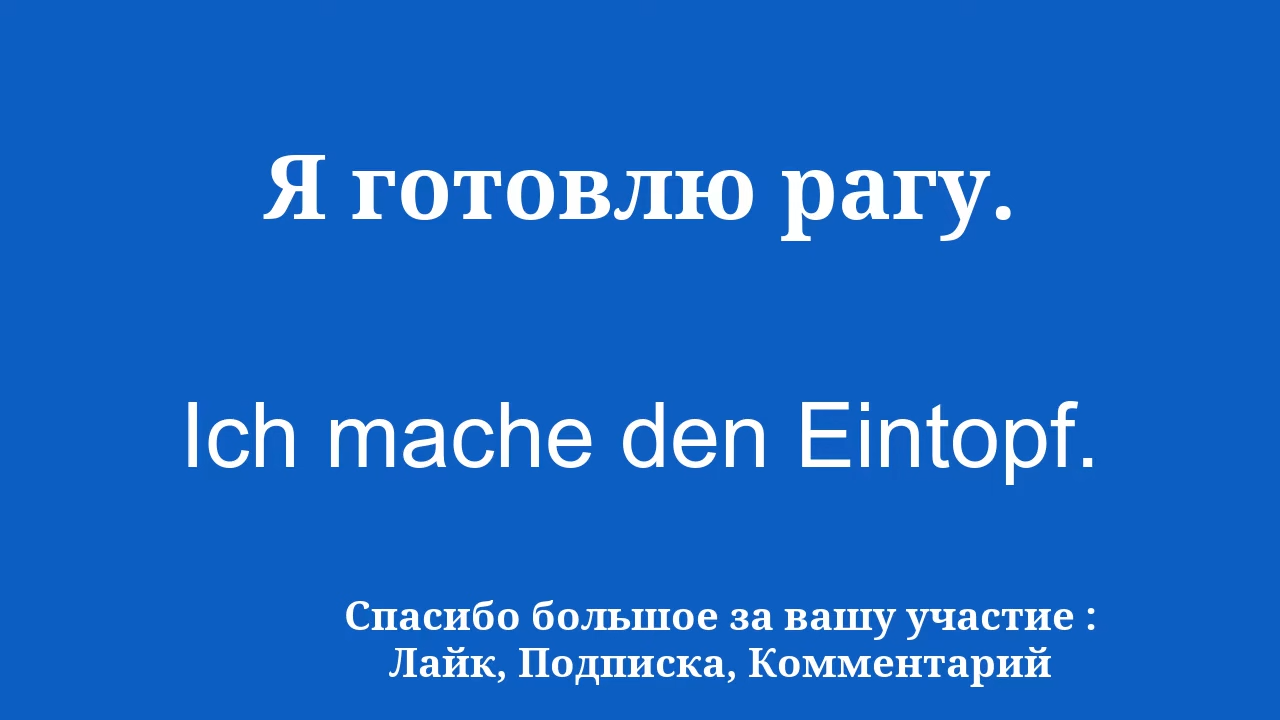 Я готовлю рагу.
Ich mache den Eintopf.
Спасибо большое за вашу участие :
Лайк, Подписка, Комментарий